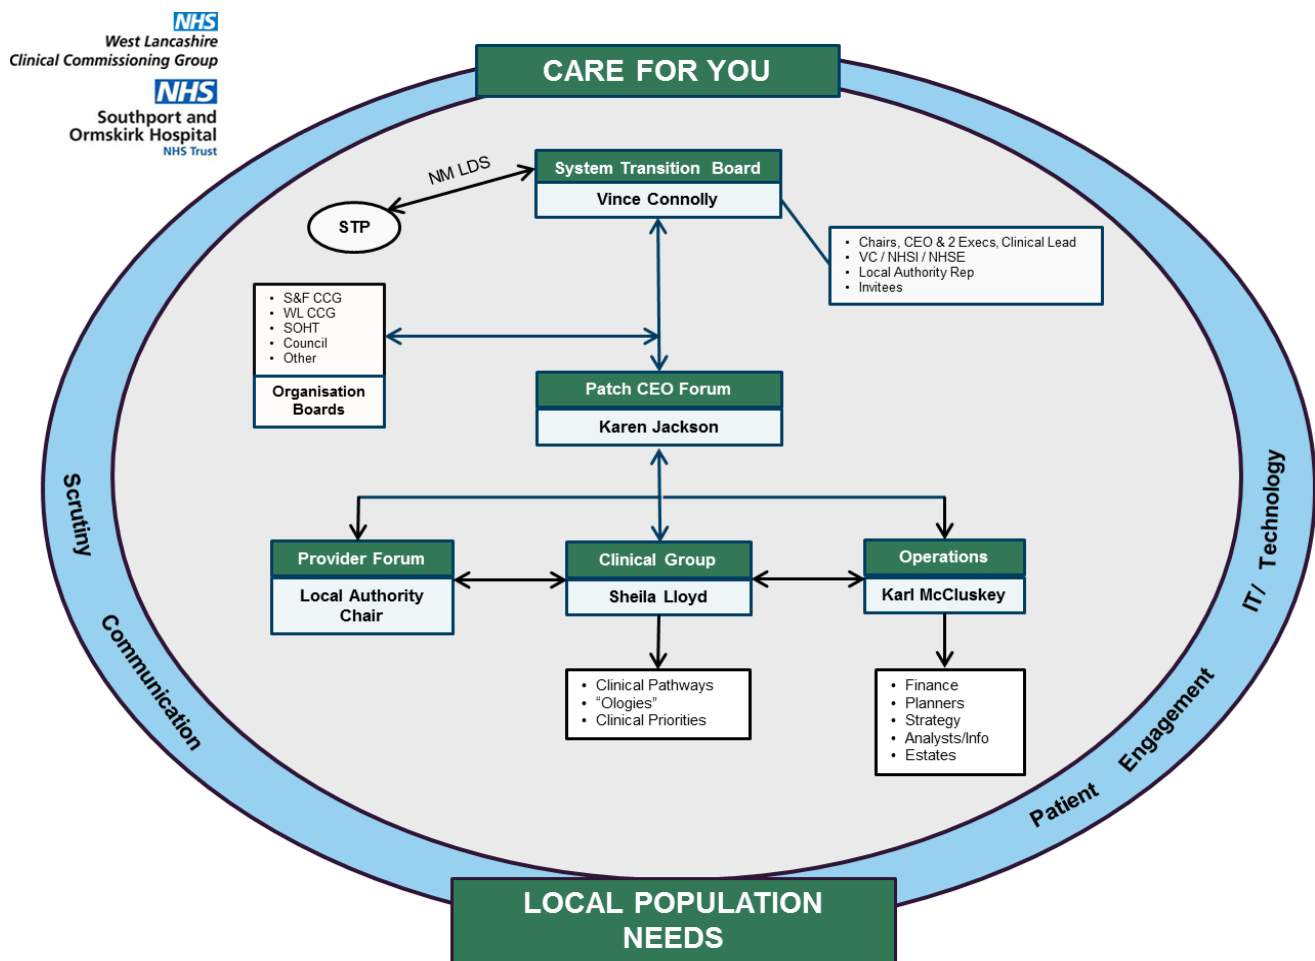 NHS
West Lancashire
Clinical Commissioning Group
NHS
Southport and
Ormskirk Hospital
NHS Trust
CARE FOR YOU
NM LDS
STP
System Transition Board
Vince Connolly
• Chairs, CEO & 2 Execs, Clinical Lead
• VC / NHSI / NHSE
• Local Authority Rep
• Invitees
• S&F CCG
• WL CCG
• SOHT
• Council
• Other
Organisation
Boards
Patch CEO Forum
Karen Jackson
Provider Forum
Local Authority
Chair
Clinical Group
Sheila Lloyd
Operations
Karl McCluskey
• Clinical Pathways
• “Ologies”
• Clinical Priorities
• Finance
• Planners
• Strategy
• Analysts/Info
• Estates
Scrutiny
Communication
Patient Engagement
IT/ Technology
LOCAL POPULATION
NEEDS